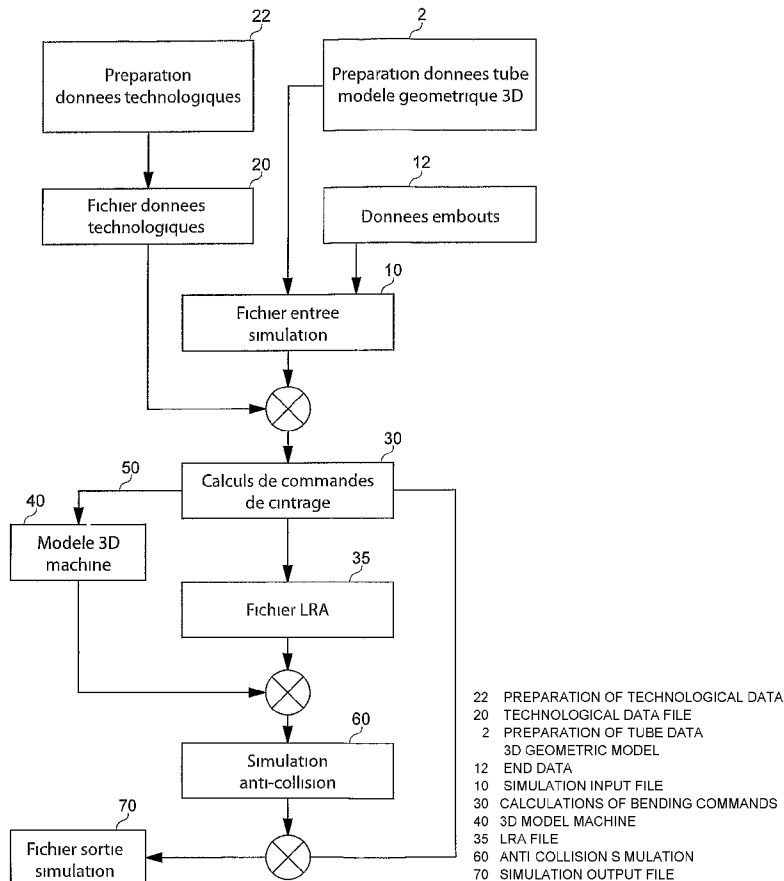 22
Preparation
donnees technologiques
2
Preparation donnees tube
modele geometrique 3D
20
Fichier donnees
technologiques
12
Donnees embouts
10
Fichier entree
simulation
30
Calculs de commandes
de cintrage
50
40
Modele 3D
machine
35
Fichier LRA
60
Simulation
anti-collision
70
Fichier sortie
simulation
22 PREPARATION OF TECHNOLOGICAL DATA
20 TECHNOLOGICAL DATA FILE
2 PREPARATION OF TUBE DATA
3D GEOMETRIC MODEL
12 END DATA
10 SIMULATION INPUT FILE
30 CALCULATIONS OF BENDING COMMANDS
40 3D MODEL MACHINE
35 LRA FILE
60 ANTI COLLISION S MULATION
70 SIMULATION OUTPUT FILE